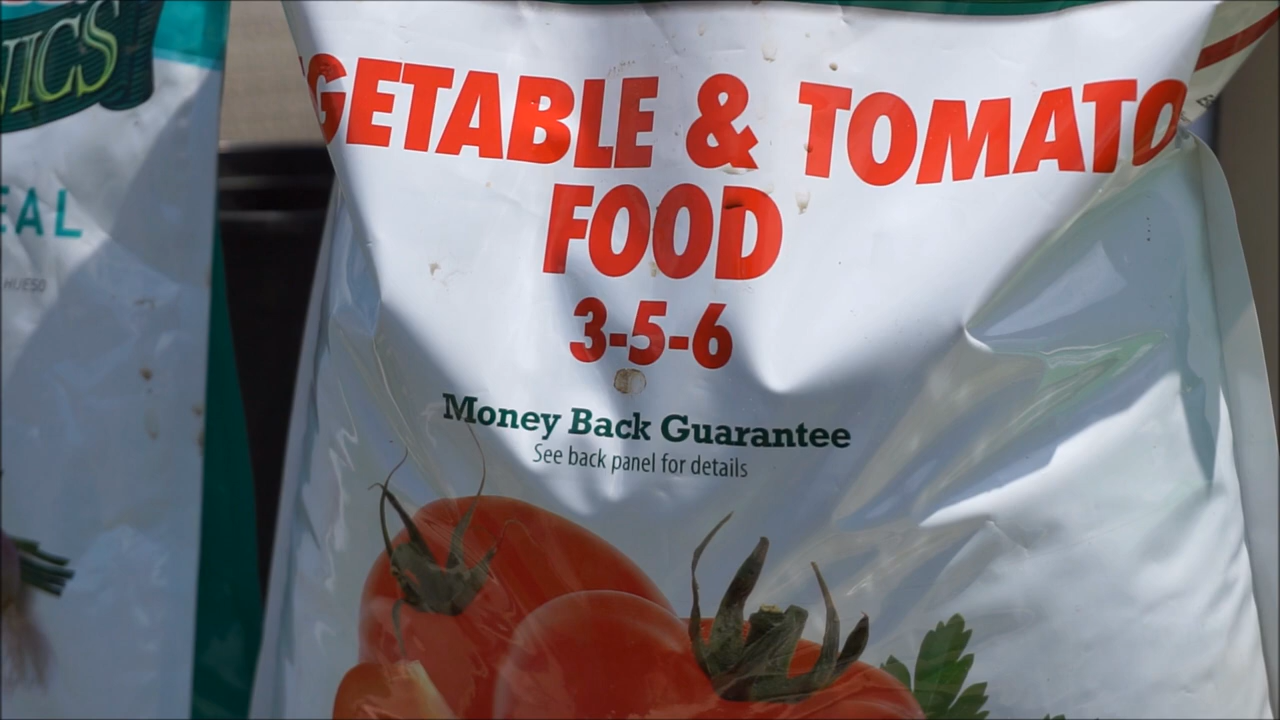 NICS
EAL
HUESO
GETABLE & TOMATO
FOOD
3-5-6
Money Back Guarantee
See back panel for details